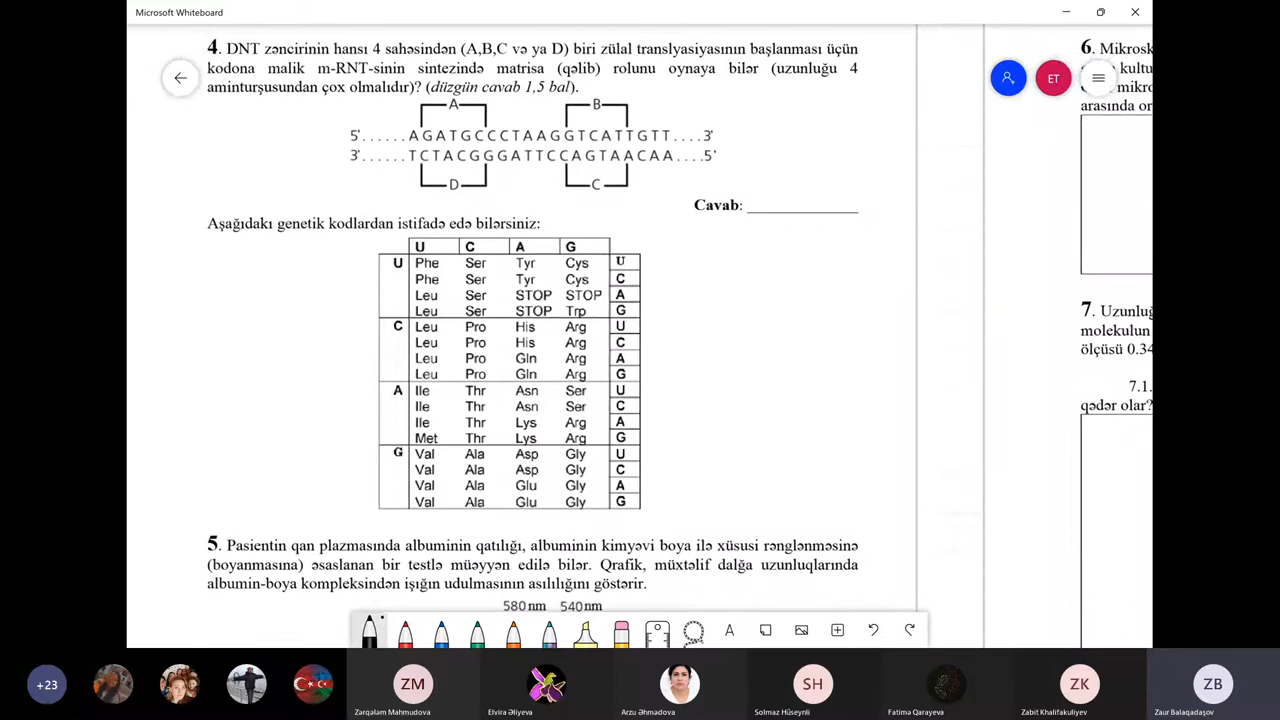 Microsoft Whiteboard
4. DNT zəncirinin hansı 4 sahəsindən (A,B,C və ya D) biri zülal translyasiyasının başlanması üçün
kodona malik m-RNT-sinin sintezində matrisa (qəlib) rolunu oynaya bilər (uzunluğu 4
aminturşusundan çox olmalıdır)? (düzgün cavab 1,5 bal).
A B
5'......AGATGCCCTAAGGTCATTGTT....3'
3'......TCTACGGGATTCCAGTAACAA....5'
D C
Cavab: ____________
Aşağıdakı genetik kodlardan istifadə edə bilərsiniz:
U C A G
U Phe Ser Tyr Cys U
Phe Ser Tyr Cys C
Leu Ser STOP STOP A
Leu Ser STOP Trp G
C Leu Pro His Arg U
Leu Pro His Arg C
Leu Pro Gln Arg A
Leu Pro Gln Arg G
A Ile Thr Asn Ser U
Ile Thr Asn Ser C
Ile Thr Lys Arg A
Met Thr Lys Arg G
G Val Ala Asp Gly U
Val Ala Asp Gly C
Val Ala Glu Gly A
Val Ala Glu Gly G
5. Pasientin qan plazmasında albuminin qatılığı, albuminin kimyəvi boya ilə xüsusi rənglənməsinə
(boyanmasına) əsaslanan bir testlə müəyyən edilə bilər. Qrafik, müxtəlif dalğa uzunluqlarında
albumin-boya kompleksindən işığın udulmasının asılılığını göstərir.
580 nm 540 nm
6. Mikrosk
kultu
mikro
arasında or
ET
7. Uzunluğ
molekulun
ölçüsü 0.34
7.1.
qədər olar?
A
+23
ZM
SH
ZK
ZB
Zərqələm Mahmudova
Elvira Əliyeva
Arzu Əhmədova
Solmaz Hüseynli
Fatimə Qarayeva
Zabit Khalifakuliyev
Zaur Balaqadaşov